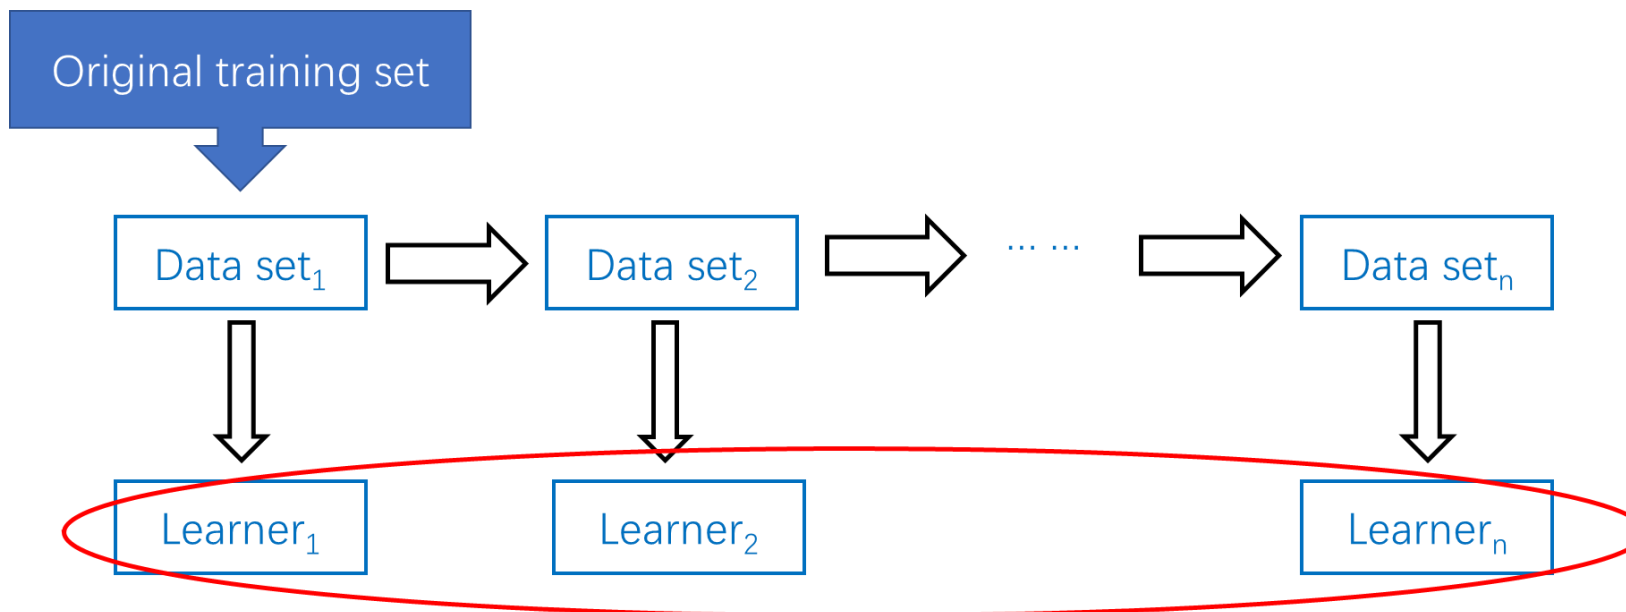 Original training set
Data set₁
Data set₂
... ...
Data setₙ
Learner₁
Learner₂
Learnerₙ